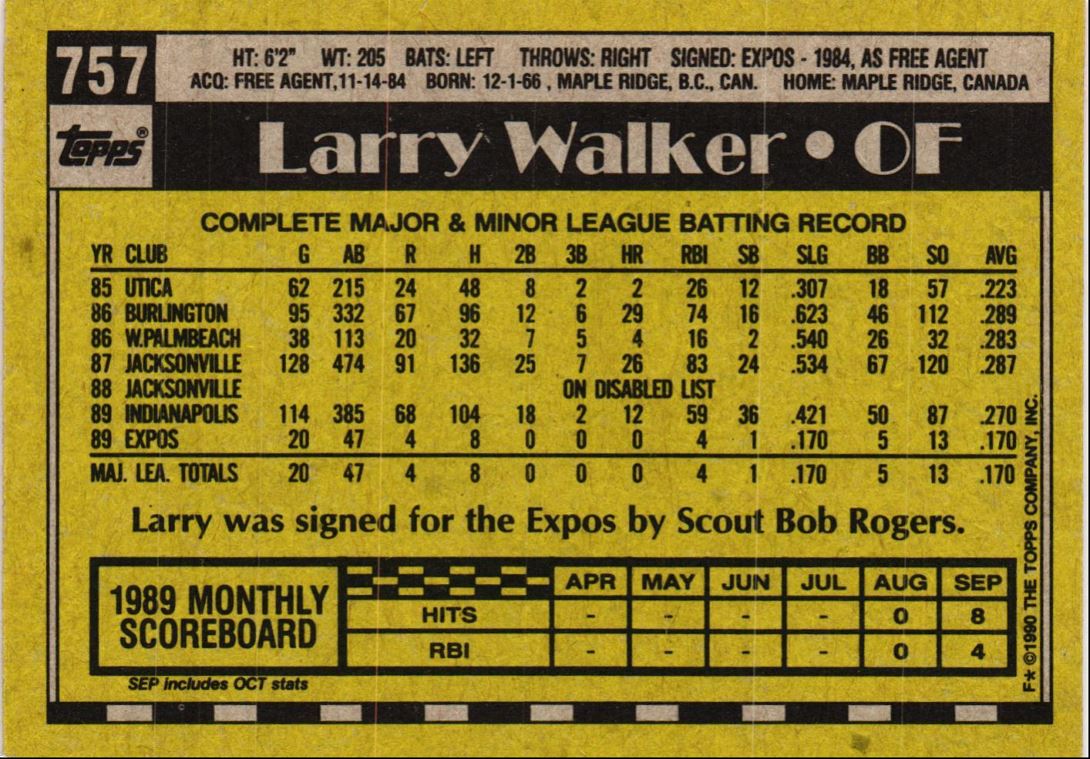 757
HT: 6'2" WT: 205 BATS: LEFT THROWS: RIGHT SIGNED: EXPOS - 1984, AS FREE AGENT
ACQ: FREE AGENT,11-14-84 BORN: 12-1-66 , MAPLE RIDGE, B.C., CAN. HOME: MAPLE RIDGE, CANADA
TOPPS®
Larry Walker • OF
COMPLETE MAJOR & MINOR LEAGUE BATTING RECORD
YR CLUB G AB R H 2B 3B HR RBI SB SLG BB SO AVG
85 UTICA 62 215 24 48 8 2 2 26 12 .307 18 57 .223
86 BURLINGTON 95 332 67 96 12 6 29 74 16 .623 46 112 .289
86 W.PALMBEACH 38 113 20 32 7 5 4 16 2 .540 26 32 .283
87 JACKSONVILLE 128 474 91 136 25 7 26 83 24 .534 67 120 .287
88 JACKSONVILLE ON DISABLED LIST
89 INDIANAPOLIS 114 385 68 104 18 2 12 59 36 .421 50 87 .270
89 EXPOS 20 47 4 8 0 0 0 4 1 .170 5 13 .170
MAJ. LEA. TOTALS 20 47 4 8 0 0 0 4 1 .170 5 13 .170
Larry was signed for the Expos by Scout Bob Rogers.
1989 MONTHLY
SCOREBOARD
APR MAY JUN JUL AUG SEP
HITS - - - - 0 8
RBI - - - - 0 4
SEP includes OCT stats
F* ©1990 THE TOPPS COMPANY, INC.